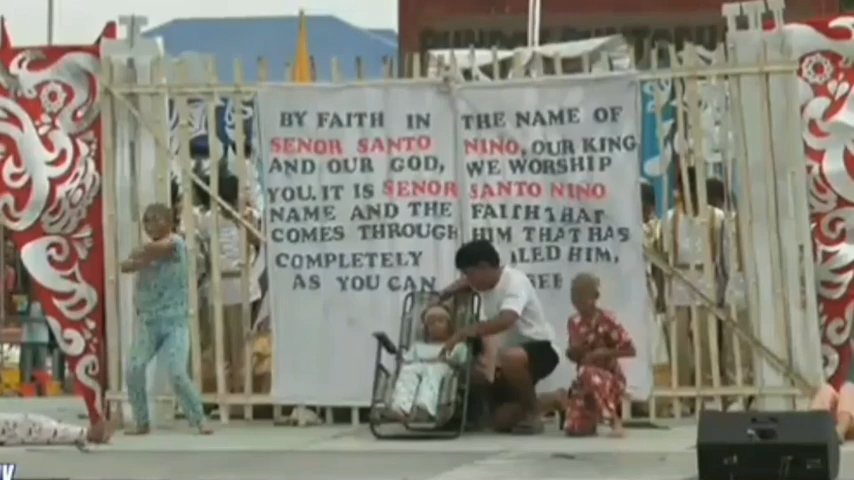 BY FAITH IN THE NAME OF
SENOR SANTO NINO, OUR KING
AND OUR GOD, WE WORSHIP
YOU. IT IS SENOR SANTO NINO
NAME AND THE FAITH THAT
COMES THROUGH HIM THAT HAS
COMPLETELY HIM,
AS YOU CAN